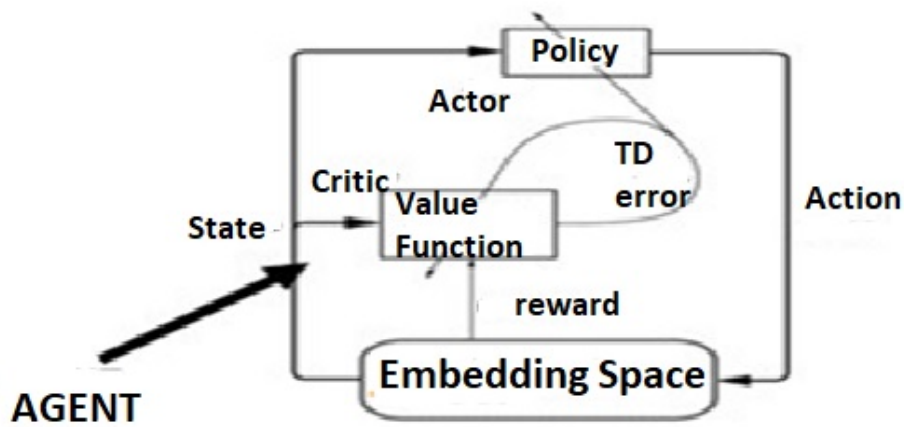 Policy
Actor
TD
error
Critic
Value
Function
State
Action
reward
Embedding Space
AGENT